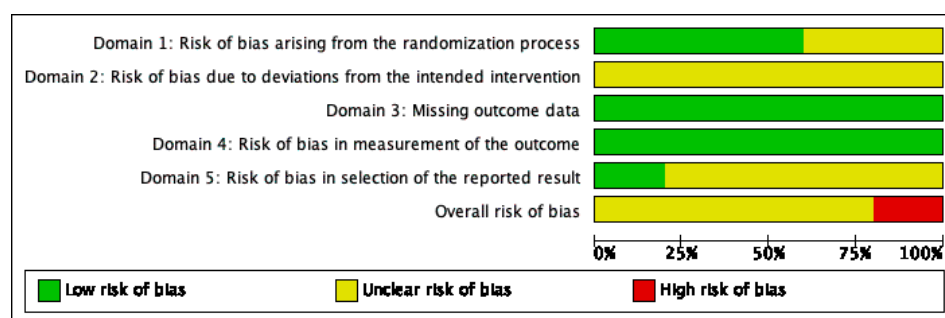 Domain 1: Risk of bias arising from the randomization process
Domain 2: Risk of bias due to deviations from the intended intervention
Domain 3: Missing outcome data
Domain 4: Risk of bias in measurement of the outcome
Domain 5: Risk of bias in selection of the reported result
Overall risk of bias
0% 25% 50% 75% 100%
Low risk of bias Unclear risk of bias High risk of bias